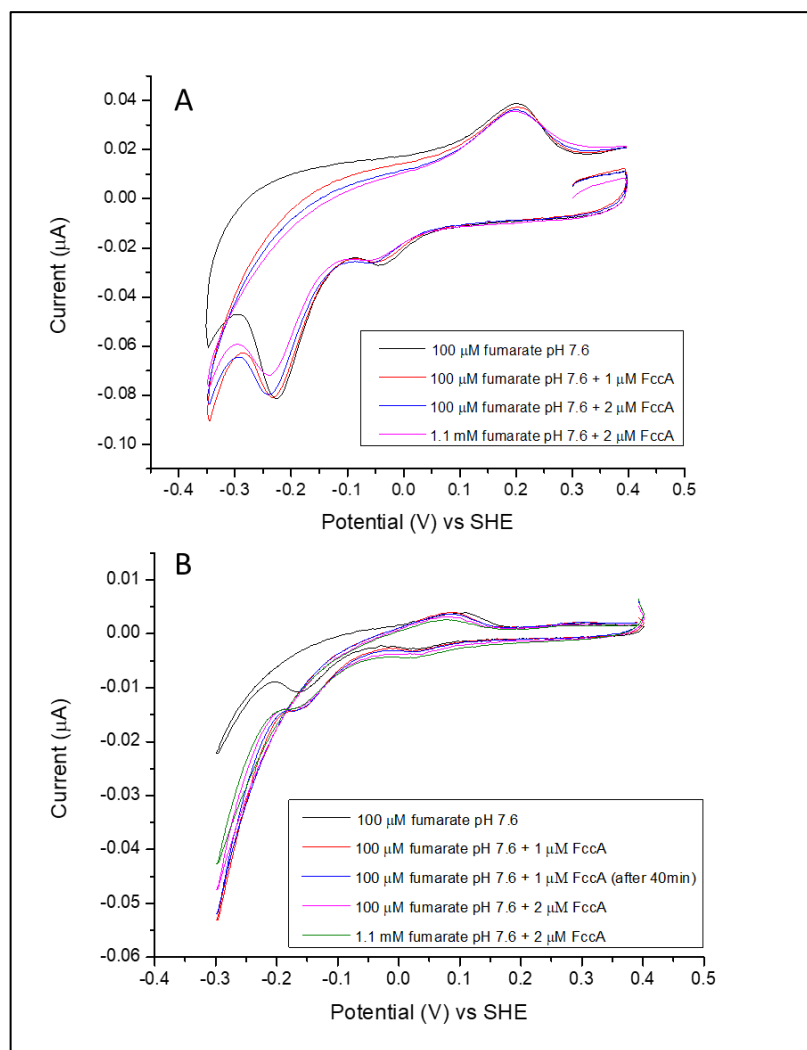 A
0.04
0.02
0.00
-0.02
-0.04
-0.06
-0.08
-0.10
Current (μA)
100 μM fumarate pH 7.6
100 μM fumarate pH 7.6 + 1 μM FccA
100 μM fumarate pH 7.6 + 2 μM FccA
1.1 mM fumarate pH 7.6 + 2 μM FccA
-0.4 -0.3 -0.2 -0.1 0.0 0.1 0.2 0.3 0.4 0.5
Potential (V) vs SHE
B
0.01
0.00
-0.01
-0.02
-0.03
-0.04
-0.05
-0.06
Current (μA)
100 μM fumarate pH 7.6
100 μM fumarate pH 7.6 + 1 μM FccA
100 μM fumarate pH 7.6 + 1 μM FccA (after 40min)
100 μM fumarate pH 7.6 + 2 μM FccA
1.1 mM fumarate pH 7.6 + 2 μM FccA
-0.4 -0.3 -0.2 -0.1 0.0 0.1 0.2 0.3 0.4 0.5
Potential (V) vs SHE